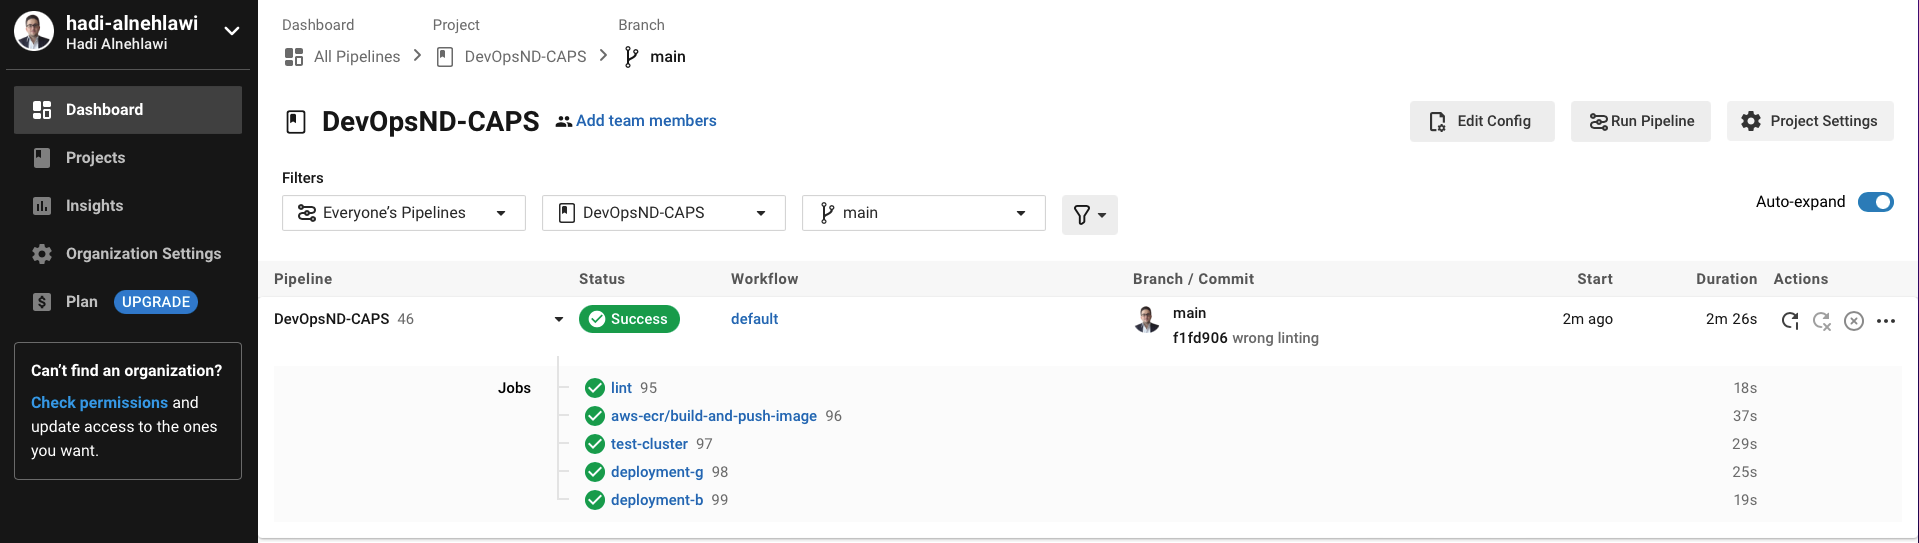 hadi-alnehlawi
Hadi Alnehlawi
Dashboard
Projects
Insights
Organization Settings
Plan UPGRADE
Can't find an organization?
Check permissions and
update access to the ones
you want.
Dashboard Project Branch
All Pipelines DevOpsND-CAPS main
DevOpsND-CAPS Add team members
Edit Config Run Pipeline Project Settings
Filters
Everyone's Pipelines DevOpsND-CAPS main
Auto-expand
Pipeline Status Workflow Branch / Commit Start Duration Actions
DevOpsND-CAPS 46 Success default main 2m ago 2m 26s
f1fd906 wrong linting
Jobs lint 95 18s
aws-ecr/build-and-push-image 96 37s
test-cluster 97 29s
deployment-g 98 25s
deployment-b 99 19s